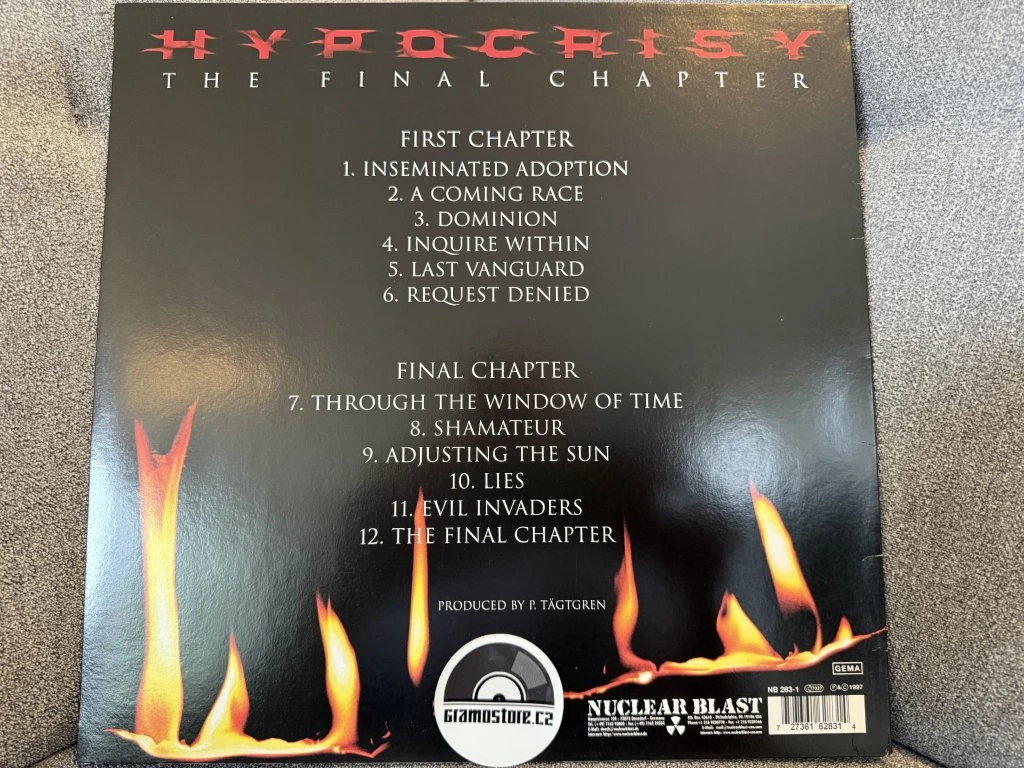 HYPOCRISY
THE FINAL CHAPTER
FIRST CHAPTER
1. INSEMINATED ADOPTION
2. A COMING RACE
3. DOMINION
4. INQUIRE WITHIN
5. LAST VANGUARD
6. REQUEST DENIED
FINAL CHAPTER
7. THROUGH THE WINDOW OF TIME
8. SHAMATEUR
9. ADJUSTING THE SUN
10. LIES
11. EVIL INVADERS
12. THE FINAL CHAPTER
PRODUCED BY P. TÄGTGREN
GEMA
NB 283-1 ℗&©1997
NUCLEAR BLAST
7 27361 62831 4
Gramostore.cz